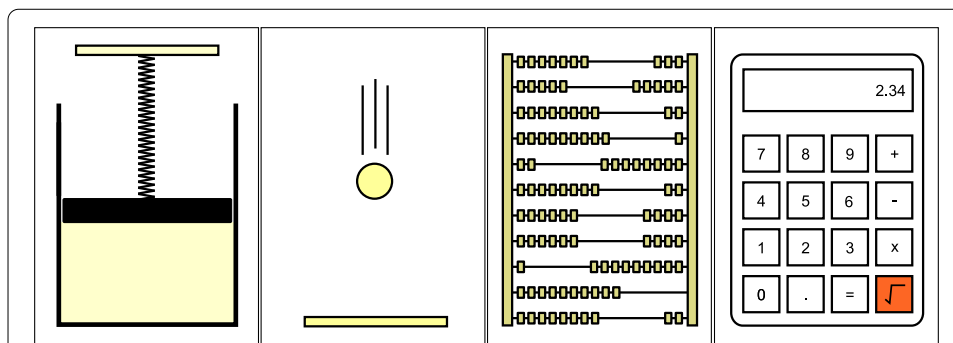 2.34
7 8 9 +
4 5 6 -
1 2 3 x
0 . = √